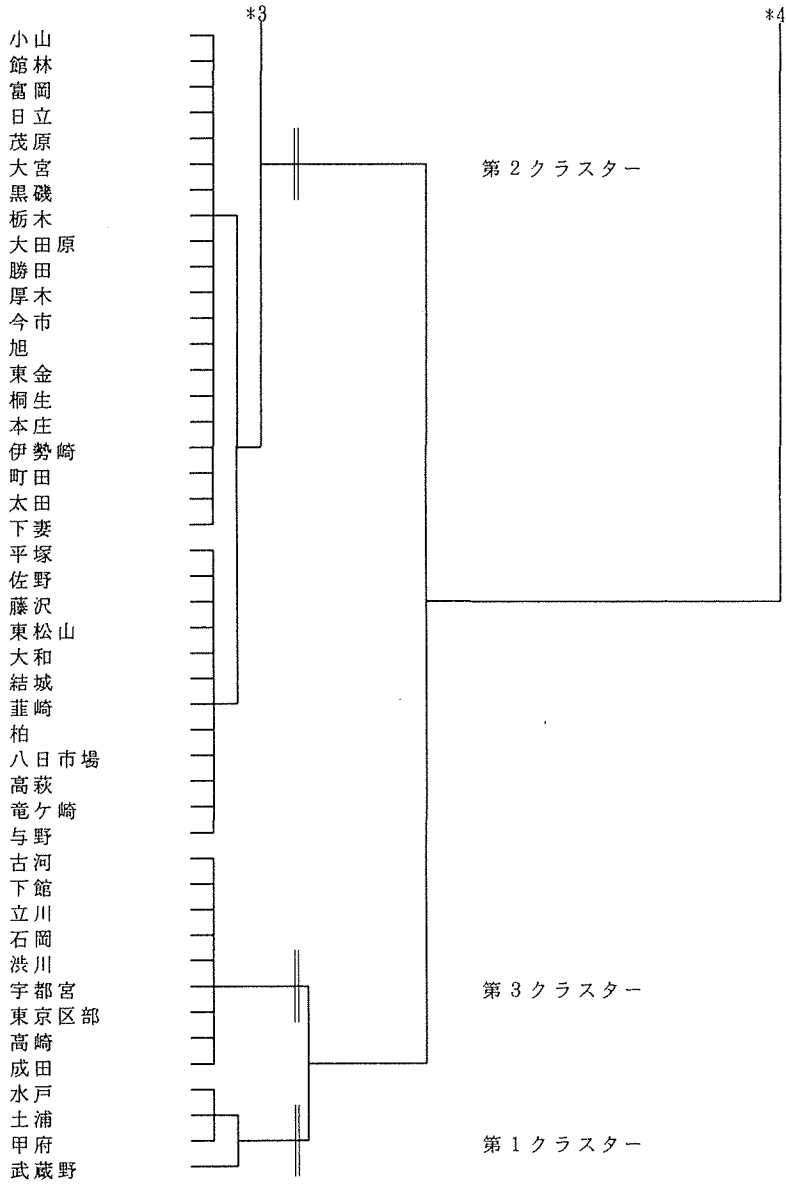 *3 *4
小山
館林
富岡
日立
茂原
大宮 第2クラスター
黒磯
栃木
大田原
勝田
厚木
今市
旭
東金
桐生
本庄
伊勢崎
町田
太田
下妻
平塚
佐野
藤沢
東松山
大和
結城
韮崎
柏
八日市場
高萩
竜ケ崎
与野
古河
下館
立川
石岡
渋川
宇都宮 第3クラスター
東京区部
高崎
成田
水戸
土浦
甲府 第1クラスター
武蔵野